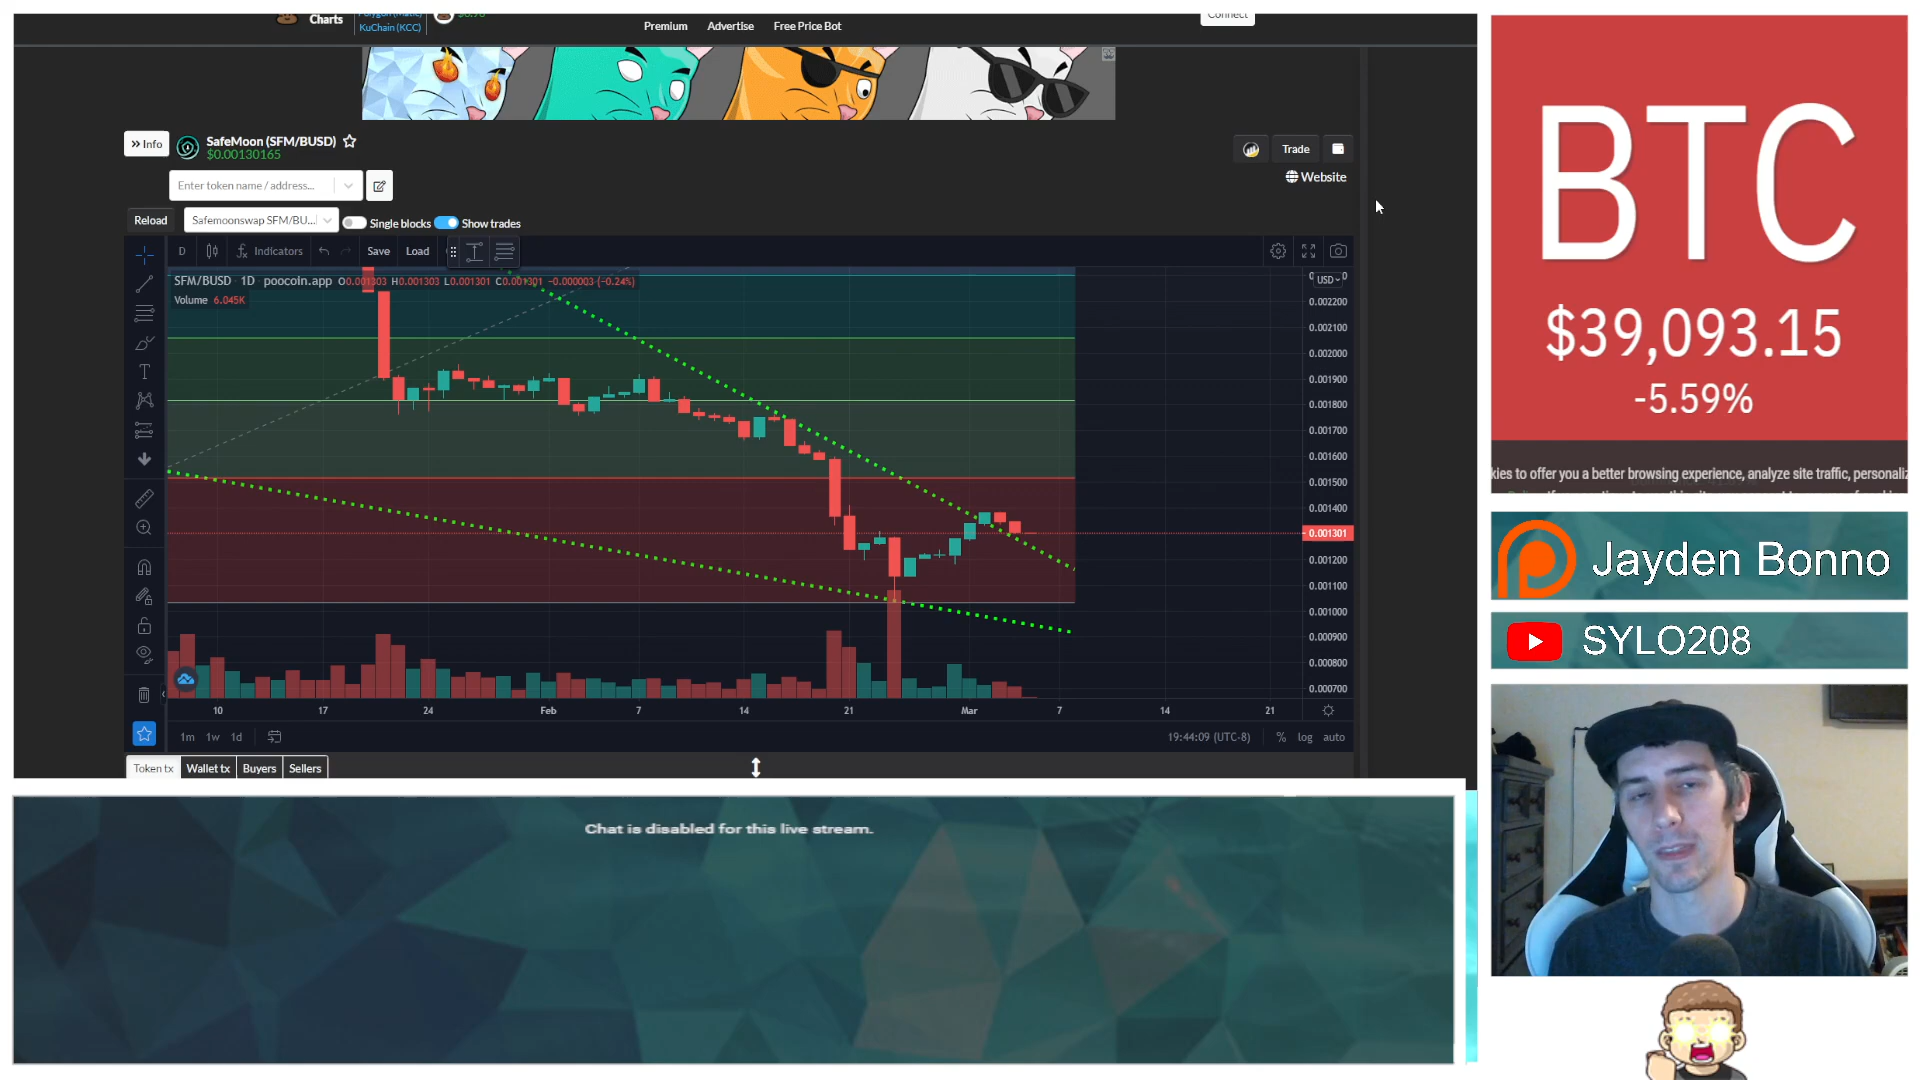 Charts
Polygon (Matic)
KuChain (KCC)
Premium
Advertise
Free Price Bot
Connect
» Info
SafeMoon (SFM/BUSD)
$0.00130165
Trade
Website
Enter token name / address...
Reload
Safemoonswap SFM/BU...
Single blocks
Show trades
D
Indicators
Save
Load
SFM/BUSD · 1D · poocoin.app O0.001303 H0.001303 L0.001301 C0.001301 -0.000003 (-0.24%)
Volume 6.045K
USD
0.002200
0.002100
0.002000
0.001900
0.001800
0.001700
0.001600
0.001500
0.001400
0.001301
0.001200
0.001100
0.001000
0.000900
0.000800
0.000700
10
17
24
Feb
7
14
21
Mar
7
14
21
1m
1w
1d
19:44:09 (UTC-8)
%
log
auto
Token tx
Wallet tx
Buyers
Sellers
Chat is disabled for this live stream.
BTC
$39,093.15
-5.59%
kies to offer you a better browsing experience, analyze site traffic, personaliz
Jayden Bonno
SYLO208